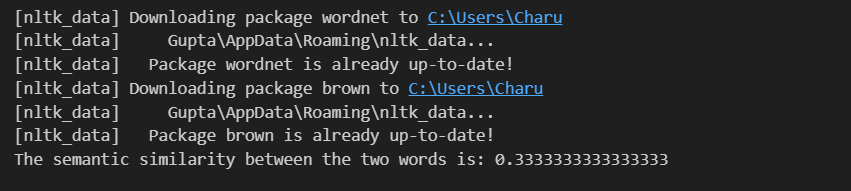 [nltk_data] Downloading package wordnet to C:\Users\Charu
[nltk_data]     Gupta\AppData\Roaming\nltk_data...
[nltk_data]   Package wordnet is already up-to-date!
[nltk_data] Downloading package brown to C:\Users\Charu
[nltk_data]     Gupta\AppData\Roaming\nltk_data...
[nltk_data]   Package brown is already up-to-date!
The semantic similarity between the two words is: 0.3333333333333333